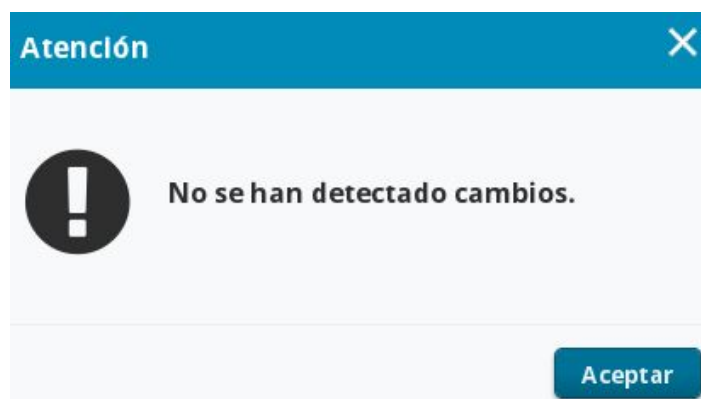 Atención
No se han detectado cambios.
Aceptar